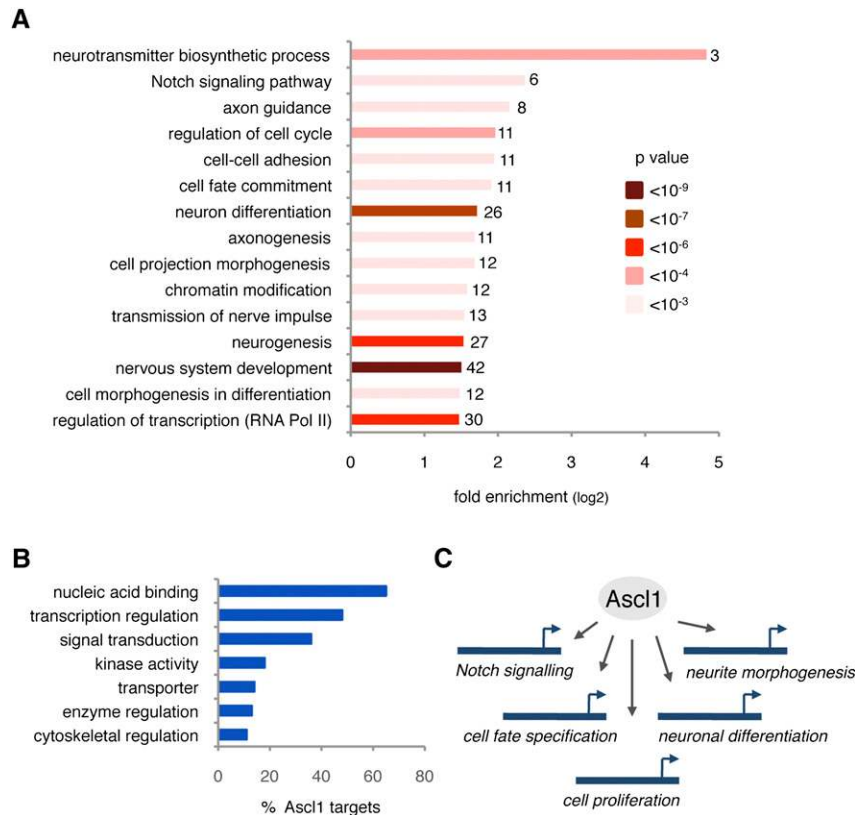 A
neurotransmitter biosynthetic process 3
Notch signaling pathway 6
axon guidance 8
regulation of cell cycle 11
cell-cell adhesion 11
cell fate commitment 11
neuron differentiation 26
axonogenesis 11
cell projection morphogenesis 12
chromatin modification 12
transmission of nerve impulse 13
neurogenesis 27
nervous system development 42
cell morphogenesis in differentiation 12
regulation of transcription (RNA Pol II) 30
0 1 2 3 4 5
fold enrichment (log2)
p value
<10⁻⁹
<10⁻⁷
<10⁻⁶
<10⁻⁴
<10⁻³
B
nucleic acid binding
transcription regulation
signal transduction
kinase activity
transporter
enzyme regulation
cytoskeletal regulation
0 20 40 60 80
% Ascl1 targets
C
Ascl1
Notch signalling
neurite morphogenesis
cell fate specification
neuronal differentiation
cell proliferation